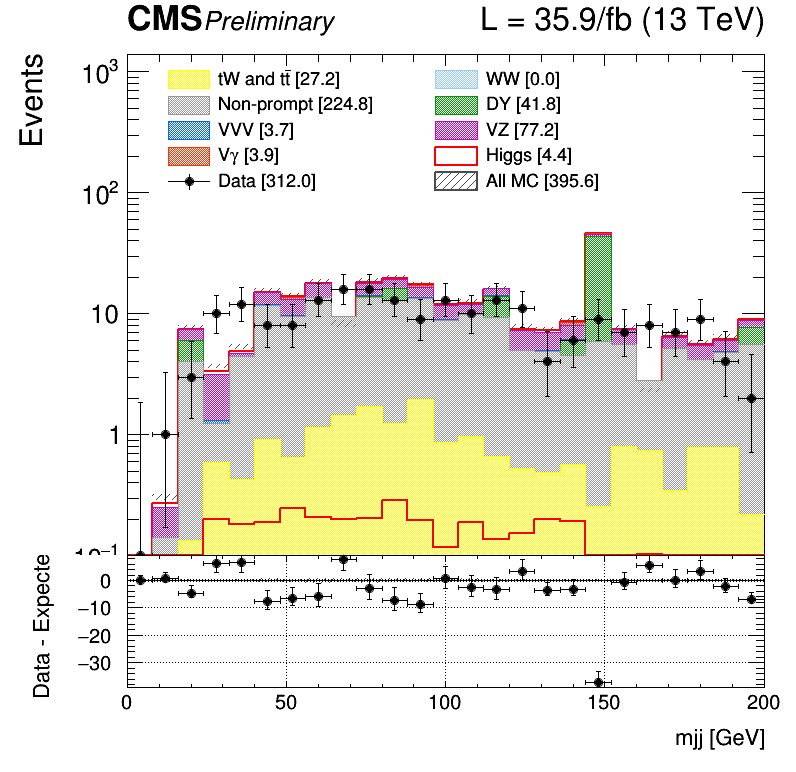 CMS Preliminary L = 35.9/fb (13 TeV)
Events
10³
10²
10
1
10⁻¹
tW and tt̄ [27.2]
Non-prompt [224.8]
VVV [3.7]
Vγ [3.9]
Data [312.0]
WW [0.0]
DY [41.8]
VZ [77.2]
Higgs [4.4]
All MC [395.6]
Data - Expecte
0
−10
−20
−30
0 50 100 150 200
mjj [GeV]